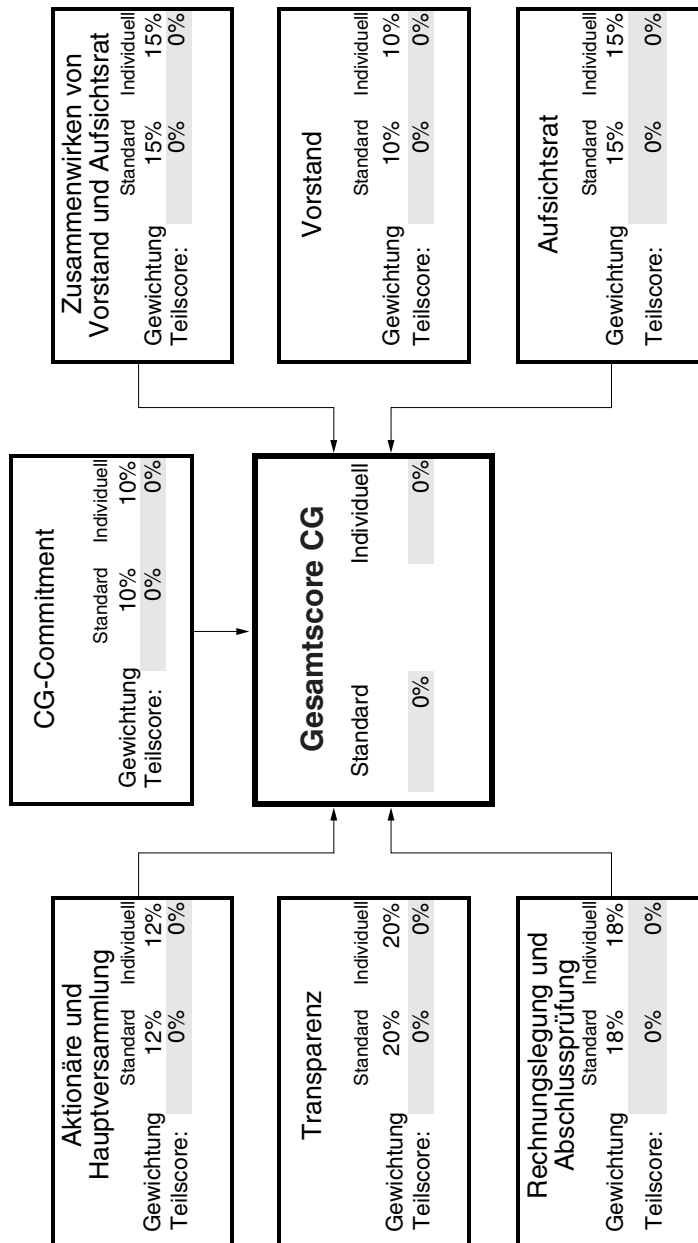 Aktionäre und
Hauptversammlung
Standard Individuell
Gewichtung 12% 12%
Teilscore: 0% 0%
CG-Commitment
Standard Individuell
Gewichtung 10% 10%
Teilscore: 0% 0%
Zusammenwirken von
Vorstand und Aufsichtsrat
Standard Individuell
Gewichtung 15% 15%
Teilscore: 0% 0%
Transparenz
Standard Individuell
Gewichtung 20% 20%
Teilscore: 0% 0%
Gesamtscore CG
Standard Individuell
0% 0%
Vorstand
Standard Individuell
Gewichtung 10% 10%
Teilscore: 0% 0%
Rechnungslegung und
Abschlussprüfung
Standard Individuell
Gewichtung 18% 18%
Teilscore: 0% 0%
Aufsichtsrat
Standard Individuell
Gewichtung 15% 15%
Teilscore: 0% 0%